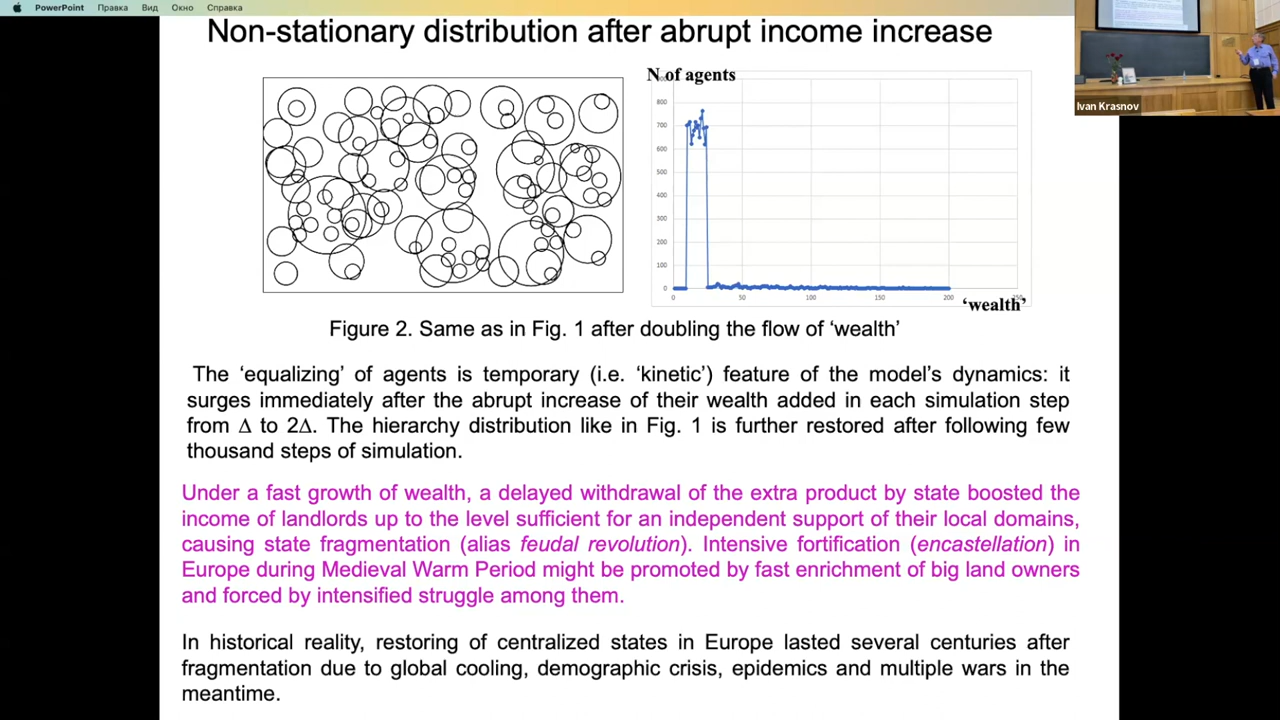 PowerPoint Правка Вид Окно Справка
Non-stationary distribution after abrupt income increase
Ivan Krasnov
N of agents
800
700
600
500
400
300
200
100
0
0 50 100 150 200
‘wealth’
Figure 2. Same as in Fig. 1 after doubling the flow of ‘wealth’
The ‘equalizing’ of agents is temporary (i.e. ‘kinetic’) feature of the model’s dynamics: it
surges immediately after the abrupt increase of their wealth added in each simulation step
from Δ to 2Δ. The hierarchy distribution like in Fig. 1 is further restored after following few
thousand steps of simulation.
Under a fast growth of wealth, a delayed withdrawal of the extra product by state boosted the
income of landlords up to the level sufficient for an independent support of their local domains,
causing state fragmentation (alias feudal revolution). Intensive fortification (encastellation) in
Europe during Medieval Warm Period might be promoted by fast enrichment of big land owners
and forced by intensified struggle among them.
In historical reality, restoring of centralized states in Europe lasted several centuries after
fragmentation due to global cooling, demographic crisis, epidemics and multiple wars in the
meantime.